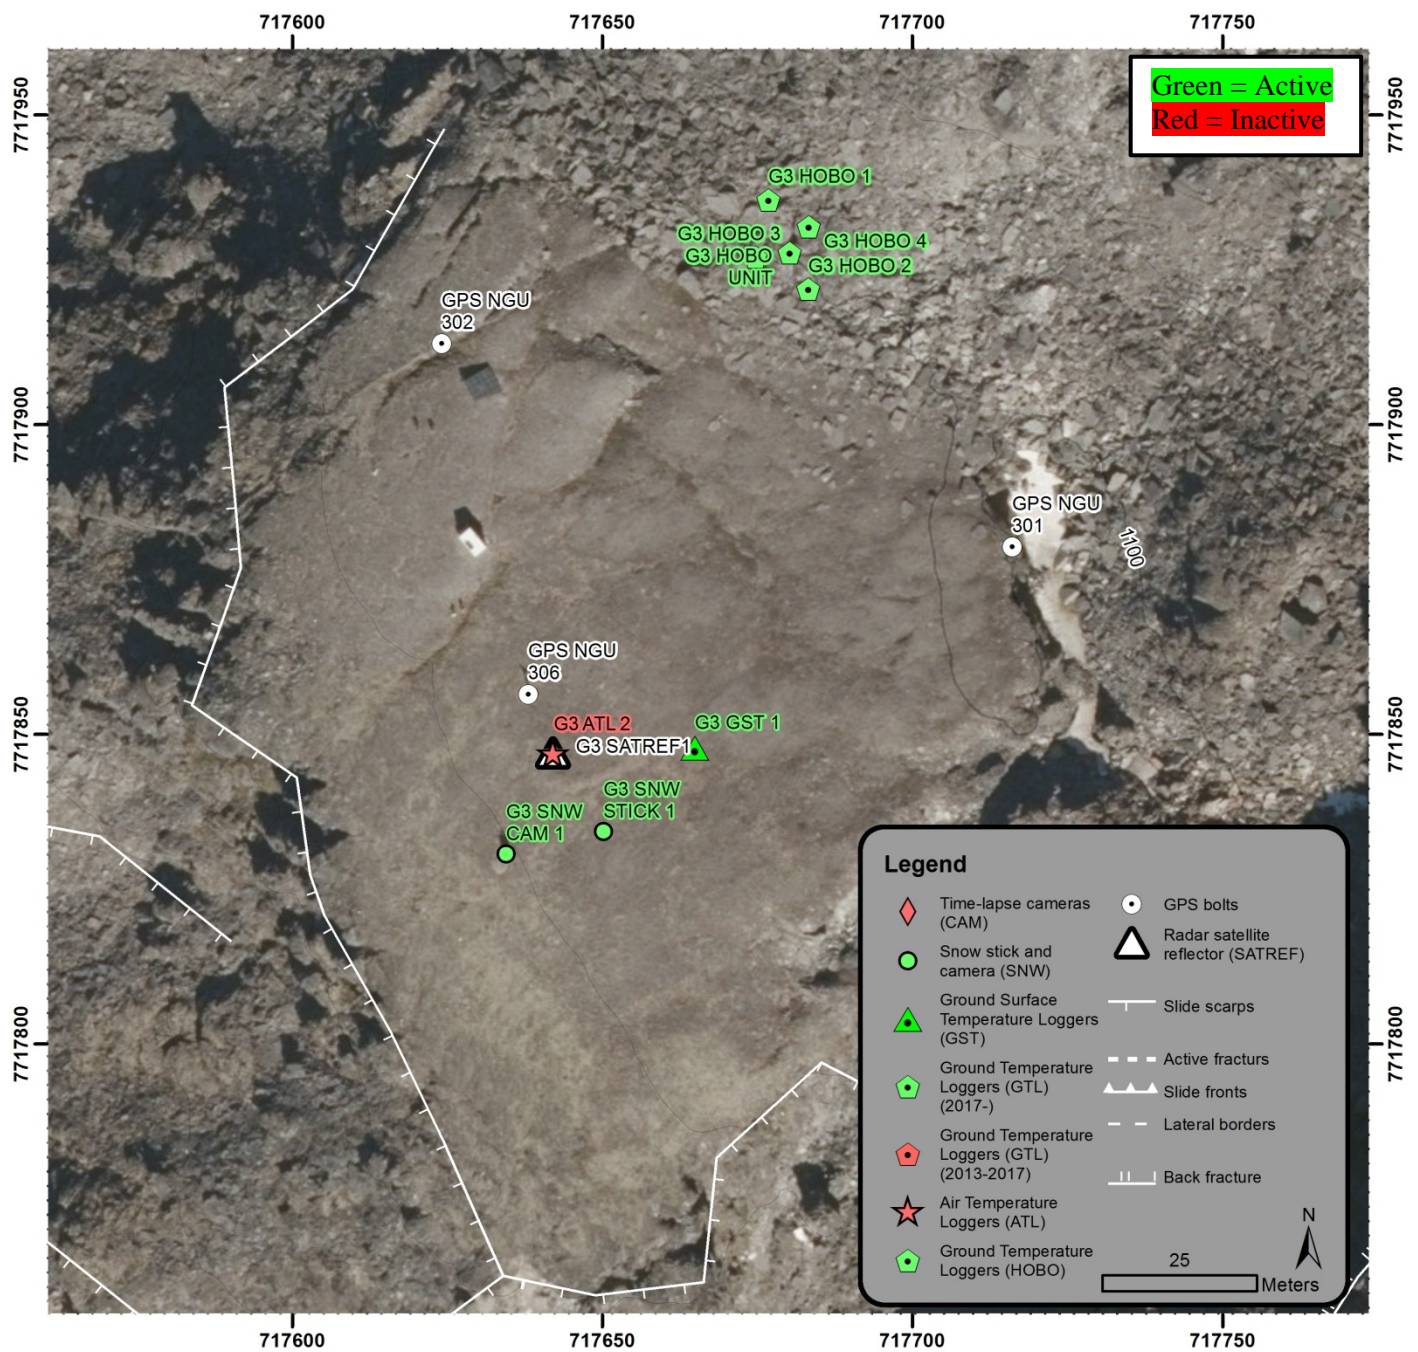 717600
717650
717700
717750
7717950
7717950
Green = Active
Red = Inactive
G3 HOBO 1
G3 HOBO 3
G3 HOBO 4
G3 HOBO
UNIT
G3 HOBO 2
GPS NGU
302
7717900
7717900
GPS NGU
301
1100
GPS NGU
306
7717850
7717850
G3 ATL 2
G3 GST 1
G3 SATREF1
G3 SNW
STICK 1
G3 SNW
CAM 1
Legend
Time-lapse cameras
(CAM)
Snow stick and
camera (SNW)
Ground Surface
Temperature Loggers
(GST)
Ground Temperature
Loggers (GTL)
(2017-)
Ground Temperature
Loggers (GTL)
(2013-2017)
Air Temperature
Loggers (ATL)
Ground Temperature
Loggers (HOBO)
GPS bolts
Radar satellite
reflector (SATREF)
Slide scarps
Active fracturs
Slide fronts
Lateral borders
Back fracture
N
25
Meters
7717800
7717800
717600
717650
717700
717750